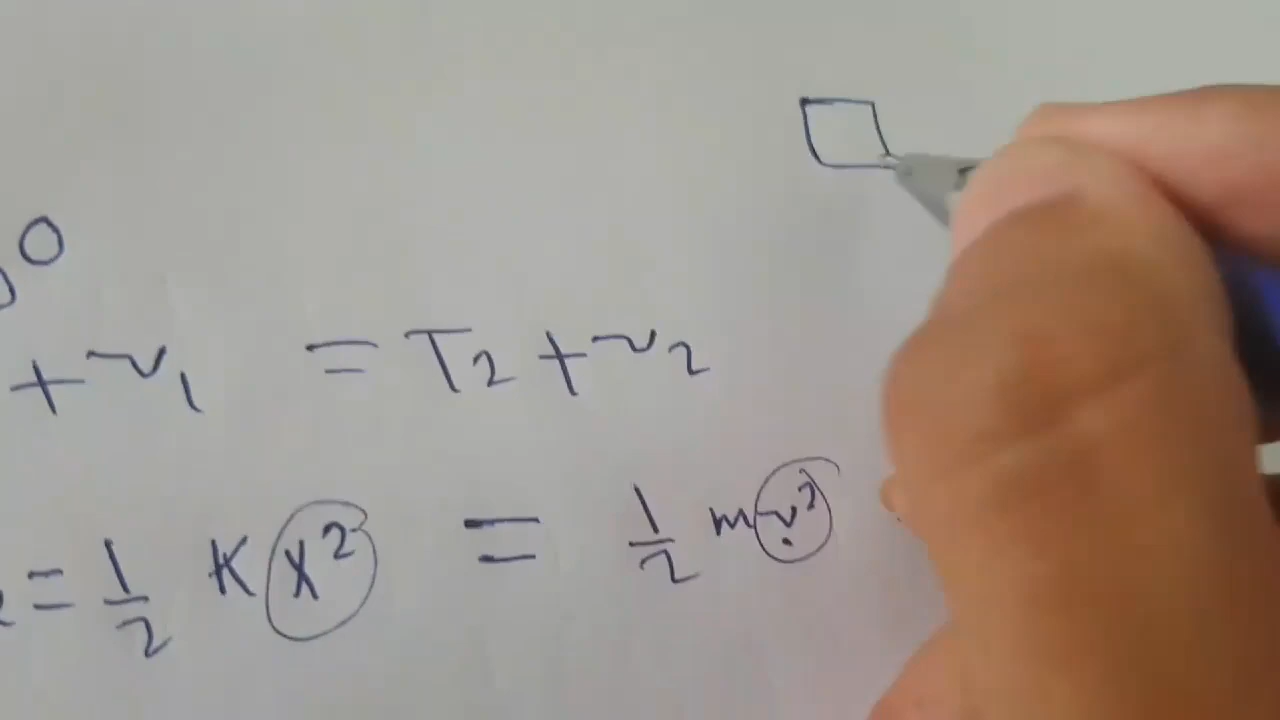 0
+ v₁ = T₂ + v₂
= 1/2 K x² = 1/2 m v²